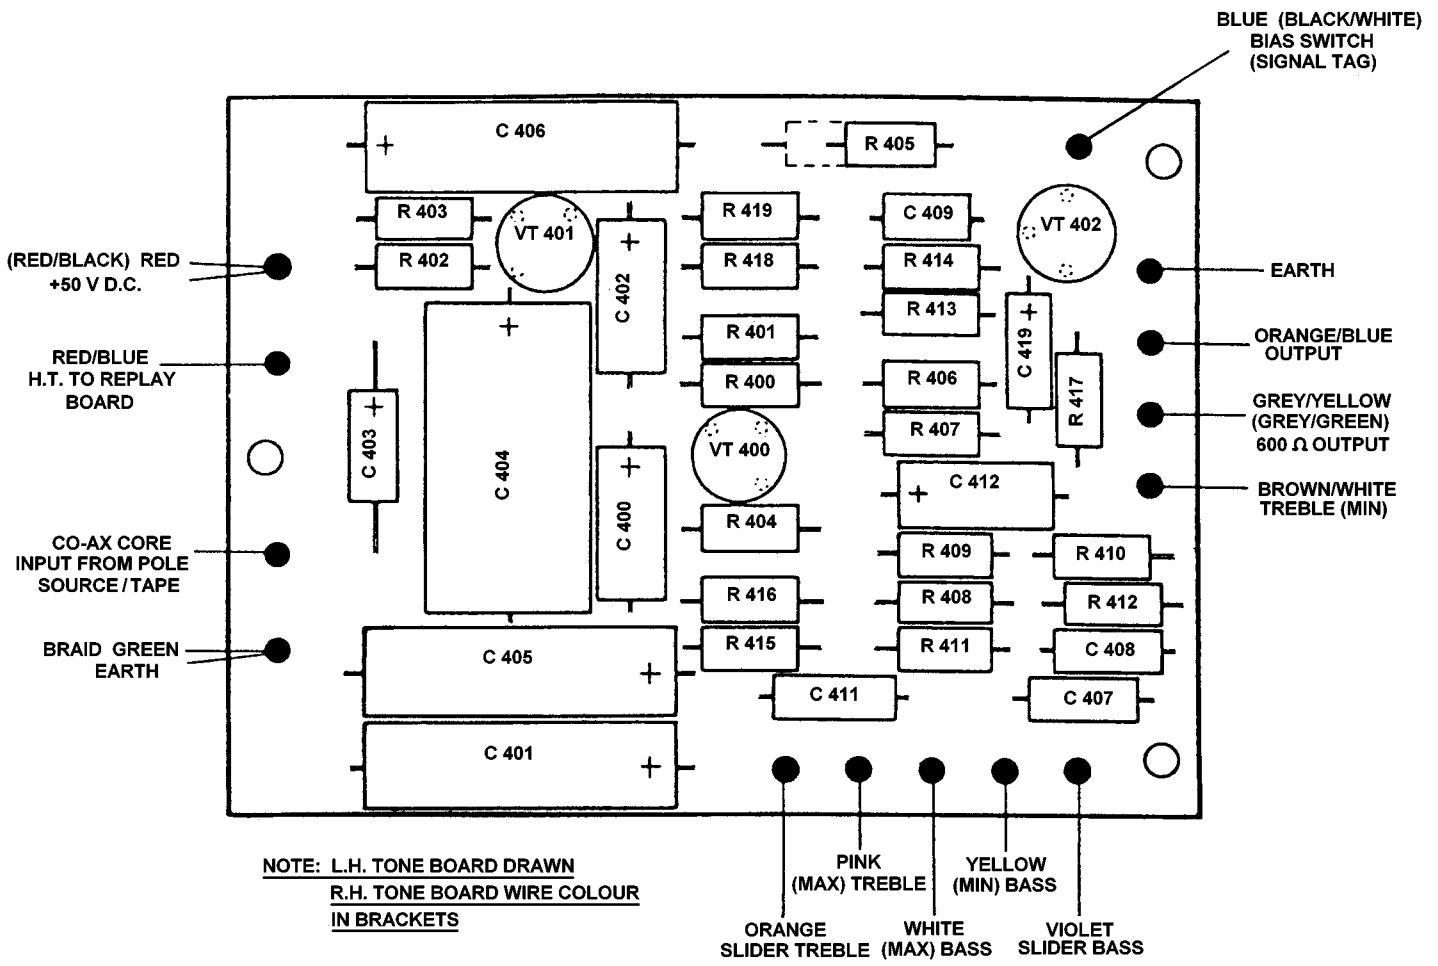 BLUE (BLACK/WHITE)
BIAS SWITCH
(SIGNAL TAG)
C 406
R 405
R 403
VT 401
R 419
C 409
VT 402
(RED/BLACK) RED
+50 V D.C.
R 402
C 402
R 418
R 414
EARTH
R 413
C 419
R 401
ORANGE/BLUE
OUTPUT
RED/BLUE
H.T. TO REPLAY
BOARD
R 400
R 406
R 417
GREY/YELLOW
(GREY/GREEN)
600 Ω OUTPUT
C 403
C 404
VT 400
R 407
C 412
BROWN/WHITE
TREBLE (MIN)
C 400
R 404
CO-AX CORE
INPUT FROM POLE
SOURCE / TAPE
R 409
R 410
R 416
R 408
R 412
BRAID GREEN
EARTH
C 405
R 415
R 411
C 408
C 411
C 407
C 401
NOTE: L.H. TONE BOARD DRAWN
R.H. TONE BOARD WIRE COLOUR
IN BRACKETS
PINK
(MAX) TREBLE
YELLOW
(MIN) BASS
ORANGE
SLIDER TREBLE
WHITE
(MAX) BASS
VIOLET
SLIDER BASS